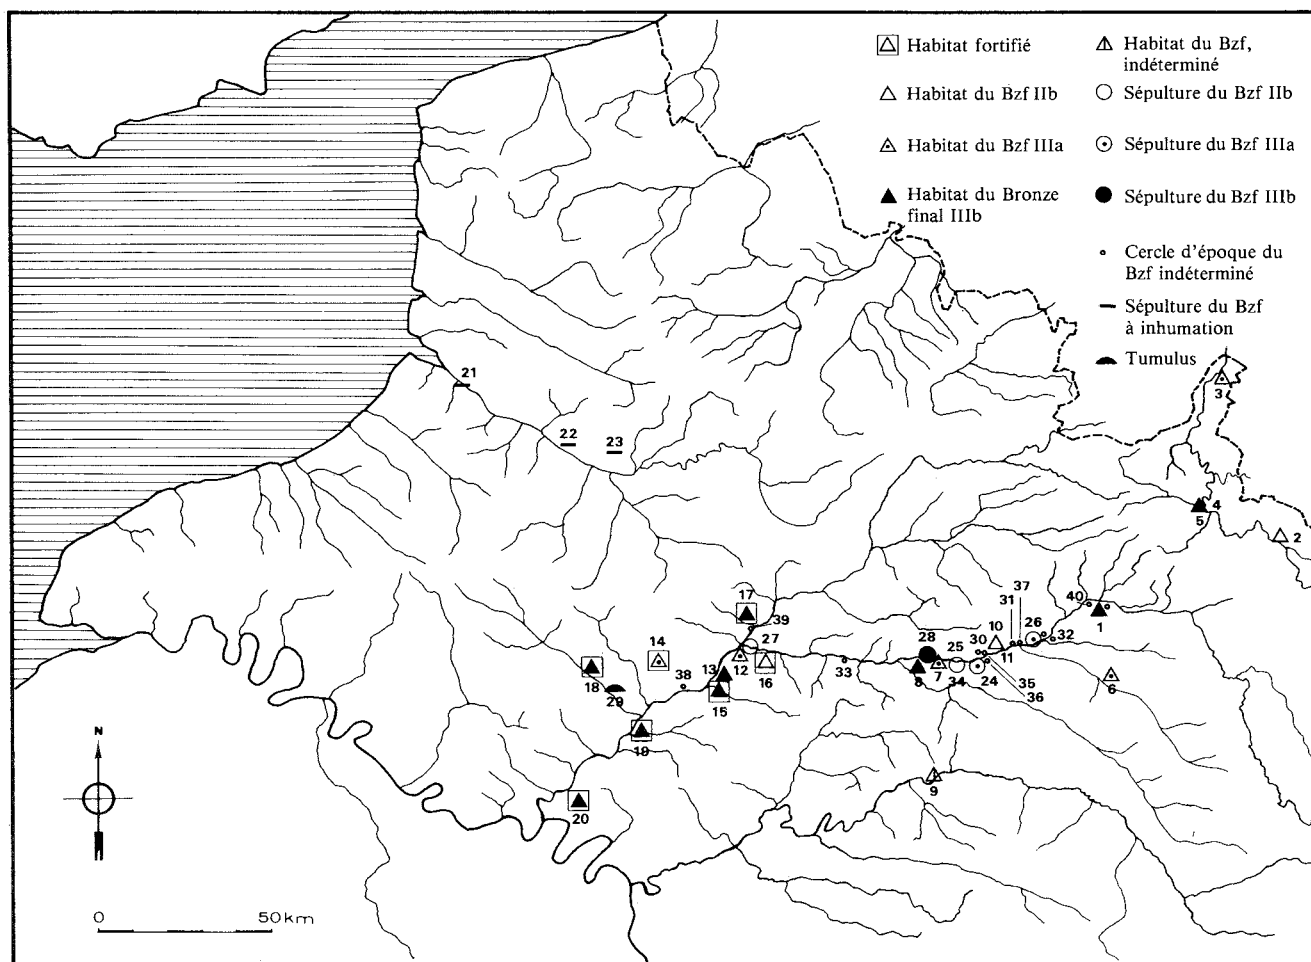 Habitat fortifié
Habitat du Bzf,
indéterminé
Habitat du Bzf IIb
Sépulture du Bzf IIb
Habitat du Bzf IIIa
Sépulture du Bzf IIIa
Habitat du Bronze
final IIIb
Sépulture du Bzf IIIb
Cercle d'époque du
Bzf indéterminé
Sépulture du Bzf
à inhumation
Tumulus
3
21
22
23
4
5
2
37
31
40
17
39
26
1
10
28
30
32
27
25
14
12
11
13
38
16
33
8
7
34
24
35
36
6
18
29
15
19
9
N
20
0
50km